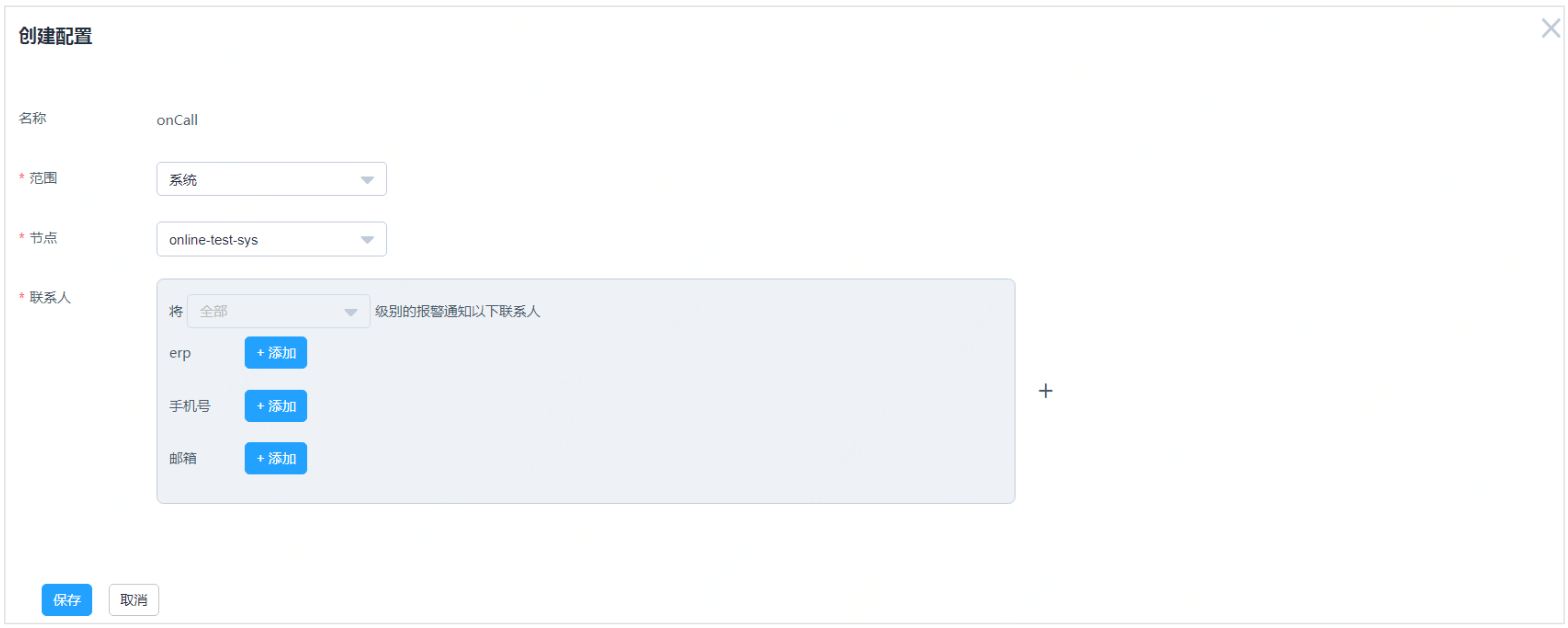 创建配置
名称 onCall
* 范围 系统
* 节点 online-test-sys
* 联系人 将 全部 级别的报警通知以下联系人
erp + 添加
手机号 + 添加
邮箱 + 添加
+
保存 取消